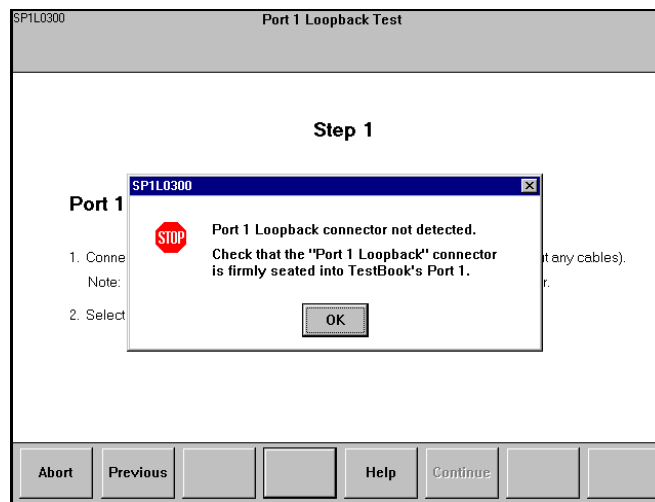 SP1L0300
Port 1 Loopback Test
Step 1
Port 1
SP1L0300
STOP
Port 1 Loopback connector not detected.
Check that the "Port 1 Loopback" connector
is firmly seated into TestBook's Port 1.
1. Conne
t any cables).
Note:
r.
2. Select
OK
Abort
Previous
Help
Continue